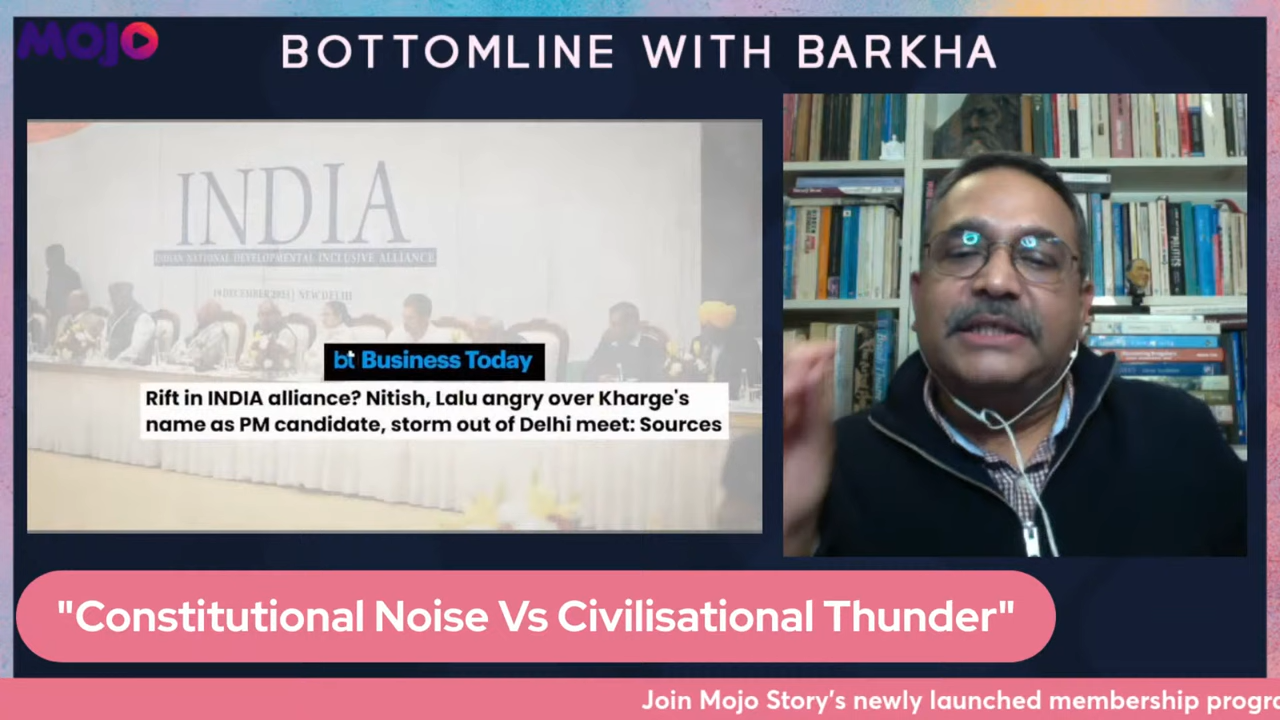 MOJO
BOTTOMLINE WITH BARKHA
INDIA
INDIAN NATIONAL DEVELOPMENTAL INCLUSIVE ALLIANCE
19 DECEMBER 2023 | NEW DELHI
bt Business Today
Rift in INDIA alliance? Nitish, Lalu angry over Kharge's
name as PM candidate, storm out of Delhi meet: Sources
POLITICS
"Constitutional Noise Vs Civilisational Thunder"
Join Mojo Story's newly launched membership progra